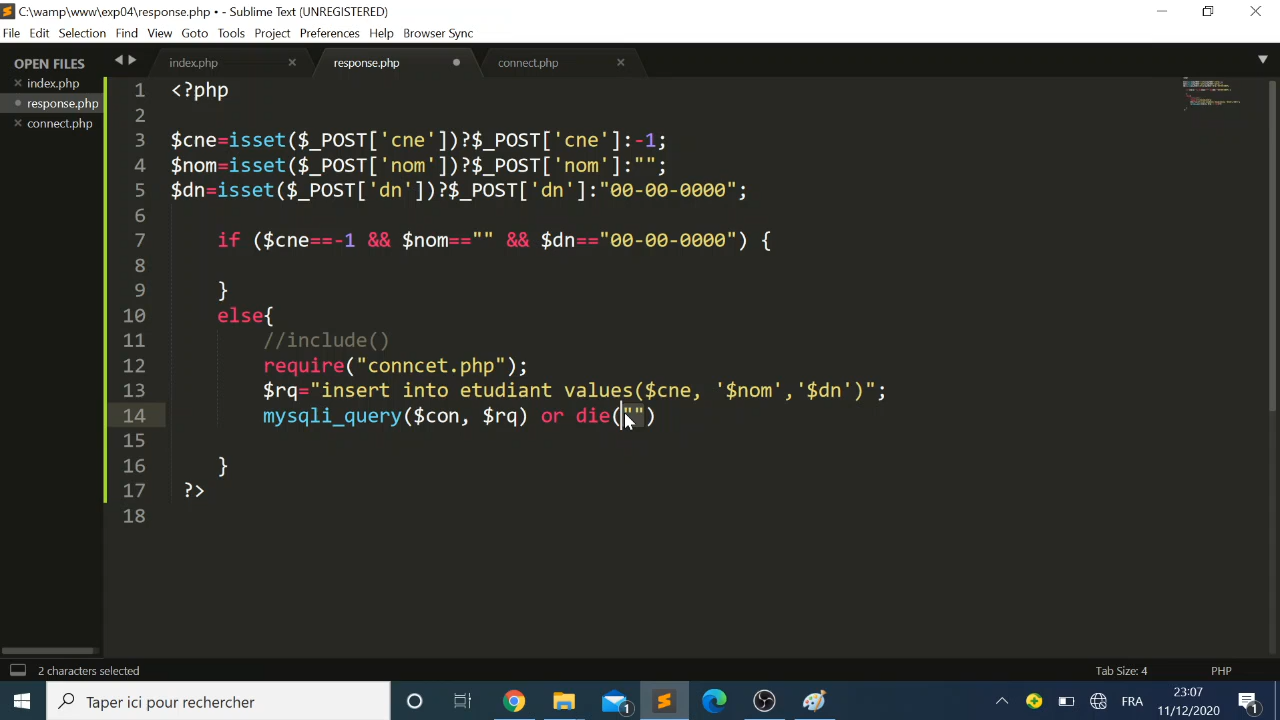 C:\wamp\www\exp04\response.php • - Sublime Text (UNREGISTERED)
File Edit Selection Find View Goto Tools Project Preferences Help Browser Sync
OPEN FILES
index.php
response.php
connect.php
index.php response.php connect.php
1 <?php
2
3 $cne=isset($_POST['cne'])?$_POST['cne']:-1;
4 $nom=isset($_POST['nom'])?$_POST['nom']:"";
5 $dn=isset($_POST['dn'])?$_POST['dn']:"00-00-0000";
6
7 if ($cne==-1 && $nom=="" && $dn=="00-00-0000") {
8
9 }
10 else{
11 //include()
12 require("conncet.php");
13 $rq="insert into etudiant values($cne, '$nom','$dn')";
14 mysqli_query($con, $rq) or die("")
15
16 }
17 ?>
18
2 characters selected Tab Size: 4 PHP
Taper ici pour rechercher
1
FRA
23:07
11/12/2020
1